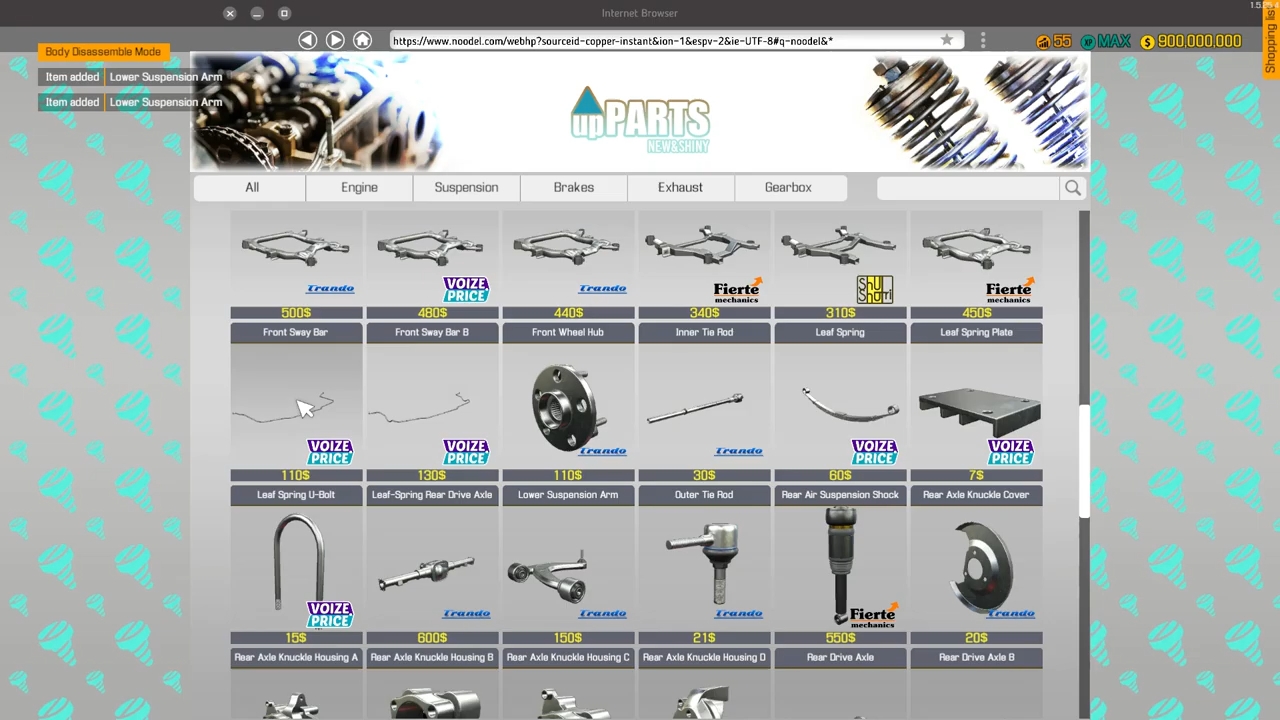 Internet Browser
1.5.25.4
https://www.noodel.com/webhp?sourceid-copper-instant&ion-1&espv-2&ie-UTF-8#q-noodel&*
55 XP MAX $ 900,000,000
Shopping list
Body Disassemble Mode
Item added Lower Suspension Arm
Item added Lower Suspension Arm
upPARTS
NEW&SHINY
All Engine Suspension Brakes Exhaust Gearbox
Trando VOIZE PRICE Trando Fierte mechanics Shut Shurri Fierte mechanics
500$ 480$ 440$ 340$ 310$ 450$
Front Sway Bar Front Sway Bar B Front Wheel Hub Inner Tie Rod Leaf Spring Leaf Spring Plate
VOIZE PRICE VOIZE PRICE Trando Trando VOIZE PRICE VOIZE PRICE
110$ 130$ 110$ 30$ 60$ 7$
Leaf Spring U-Bolt Leaf-Spring Rear Drive Axle Lower Suspension Arm Outer Tie Rod Rear Air Suspension Shock Rear Axle Knuckle Cover
VOIZE PRICE Trando Trando Trando Fierte mechanics Trando
15$ 600$ 150$ 21$ 550$ 20$
Rear Axle Knuckle Housing A Rear Axle Knuckle Housing B Rear Axle Knuckle Housing C Rear Axle Knuckle Housing D Rear Drive Axle Rear Drive Axle B